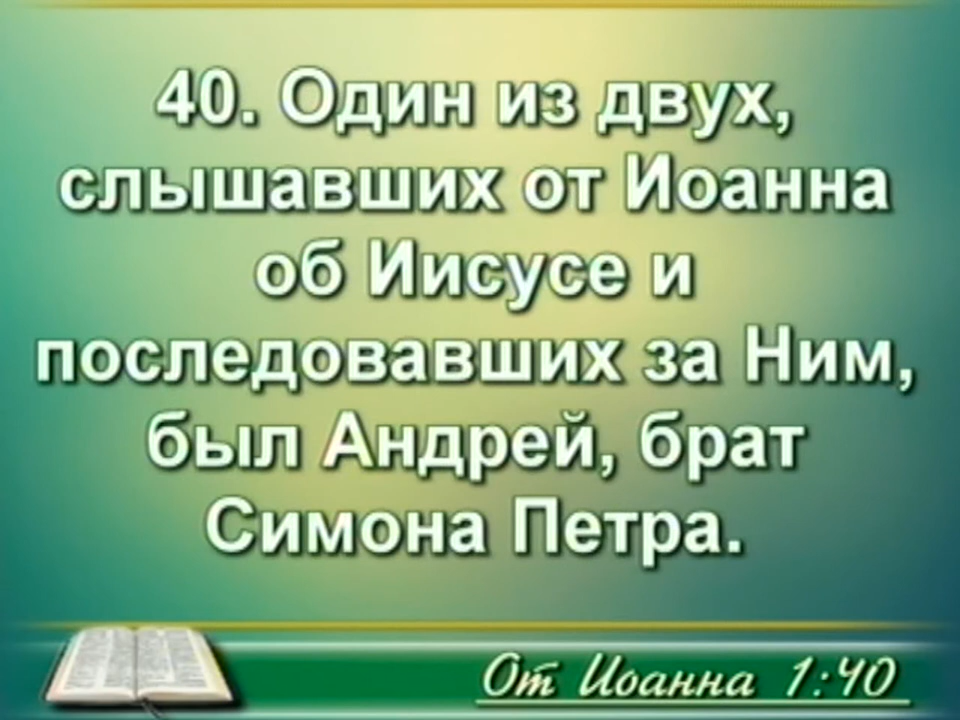 40. Один из двух,
слышавших от Иоанна
об Иисусе и
последовавших за Ним,
был Андрей, брат
Симона Петра.
От Иоанна 1:40